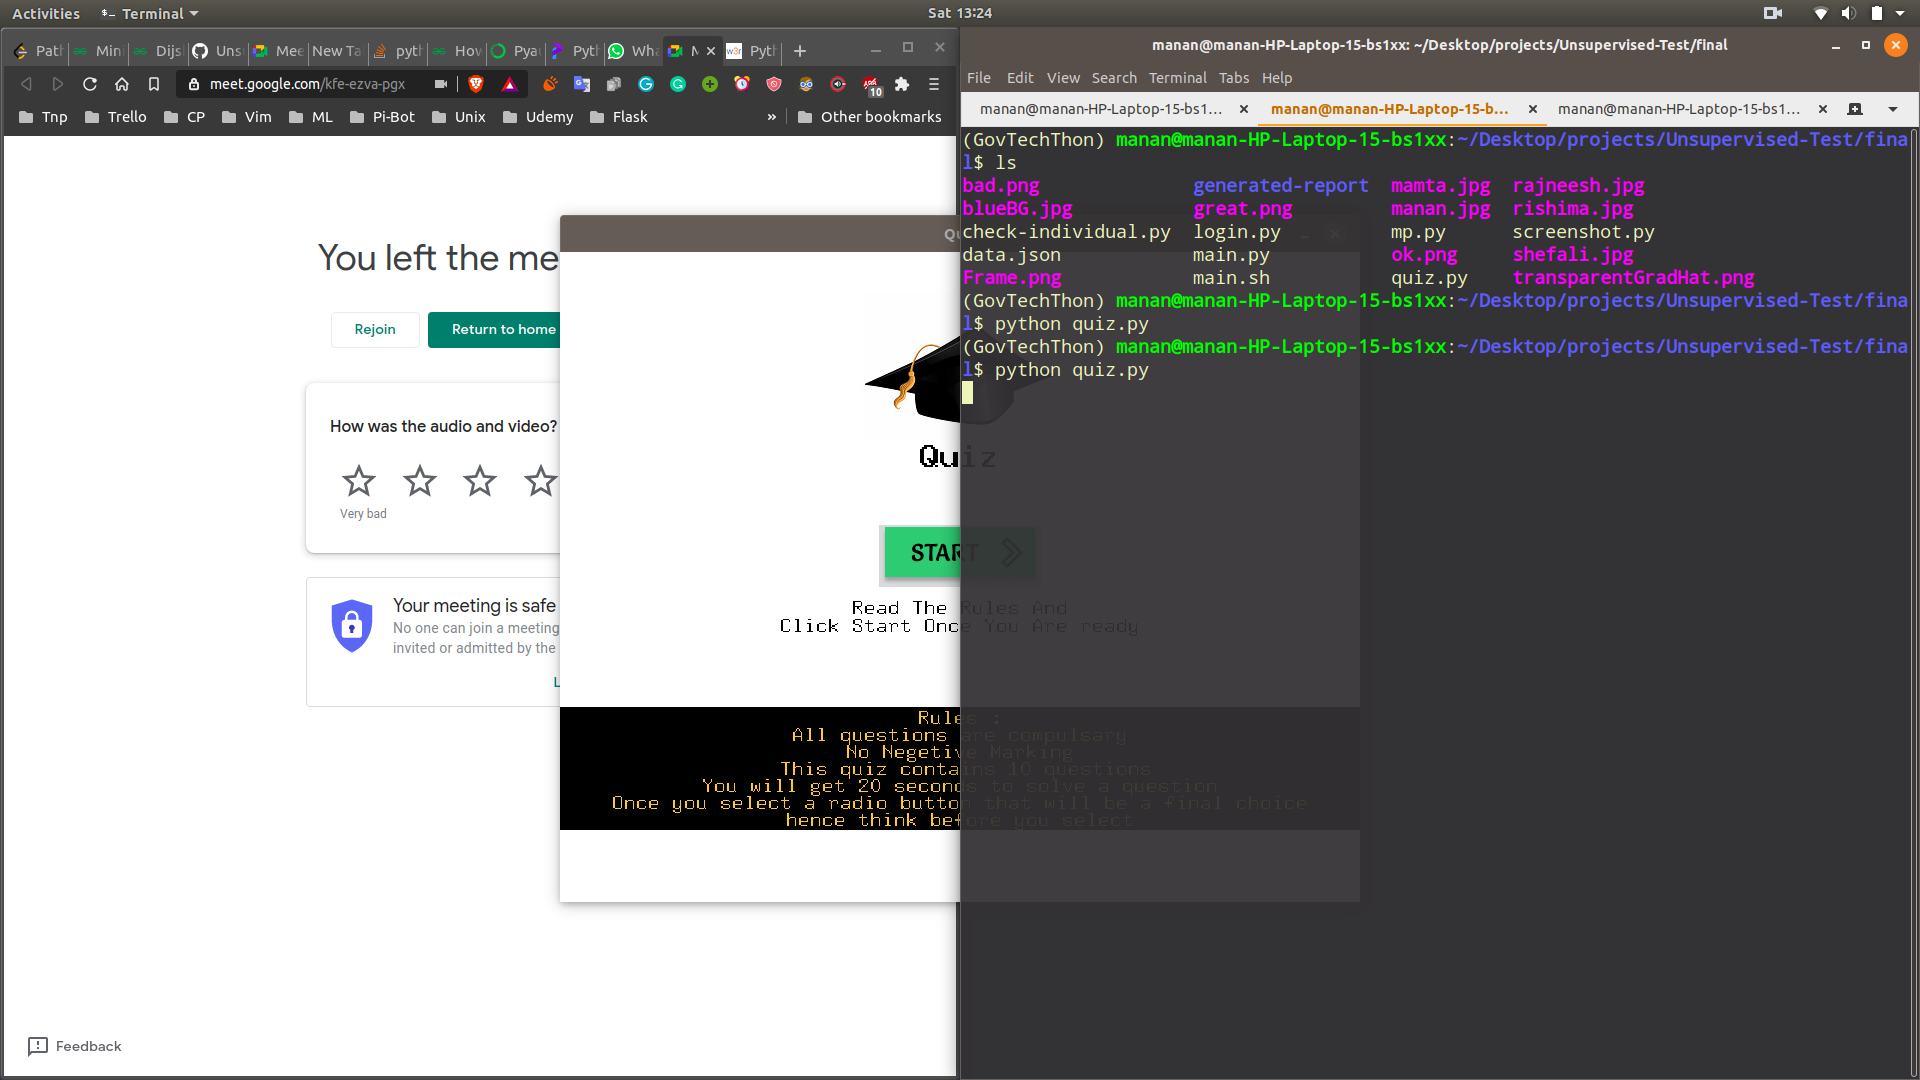 Activities
Terminal
Sat 13:24
Pat
Min
Dijs
Uns
Mee
New Ta
pyt
How
Pya
Pyt
Wha
M
w3r
Pyt
meet.google.com/kfe-ezva-pgx
10
Tnp
Trello
CP
Vim
ML
Pi-Bot
Unix
Udemy
Flask
»
Other bookmarks
You left the me
Rejoin
Return to home
How was the audio and video?
Very bad
Your meeting is safe
No one can join a meeting
invited or admitted by the
L
Feedback
Qu
Quiz
START
Read The Rules And
Click Start Once You Are ready
Rules :
All questions are compulsary
No Negetive Marking
This quiz contains 10 questions
You will get 20 seconds to solve a question
Once you select a radio button that will be a final choice
hence think before you select
manan@manan-HP-Laptop-15-bs1xx: ~/Desktop/projects/Unsupervised-Test/final
File Edit View Search Terminal Tabs Help
manan@manan-HP-Laptop-15-bs1...
manan@manan-HP-Laptop-15-b...
manan@manan-HP-Laptop-15-bs1...
(GovTechThon) manan@manan-HP-Laptop-15-bs1xx:~/Desktop/projects/Unsupervised-Test/fina
l$ ls
bad.png generated-report mamta.jpg rajneesh.jpg
blueBG.jpg great.png manan.jpg rishima.jpg
check-individual.py login.py mp.py screenshot.py
data.json main.py ok.png shefali.jpg
Frame.png main.sh quiz.py transparentGradHat.png
(GovTechThon) manan@manan-HP-Laptop-15-bs1xx:~/Desktop/projects/Unsupervised-Test/fina
l$ python quiz.py
(GovTechThon) manan@manan-HP-Laptop-15-bs1xx:~/Desktop/projects/Unsupervised-Test/fina
l$ python quiz.py